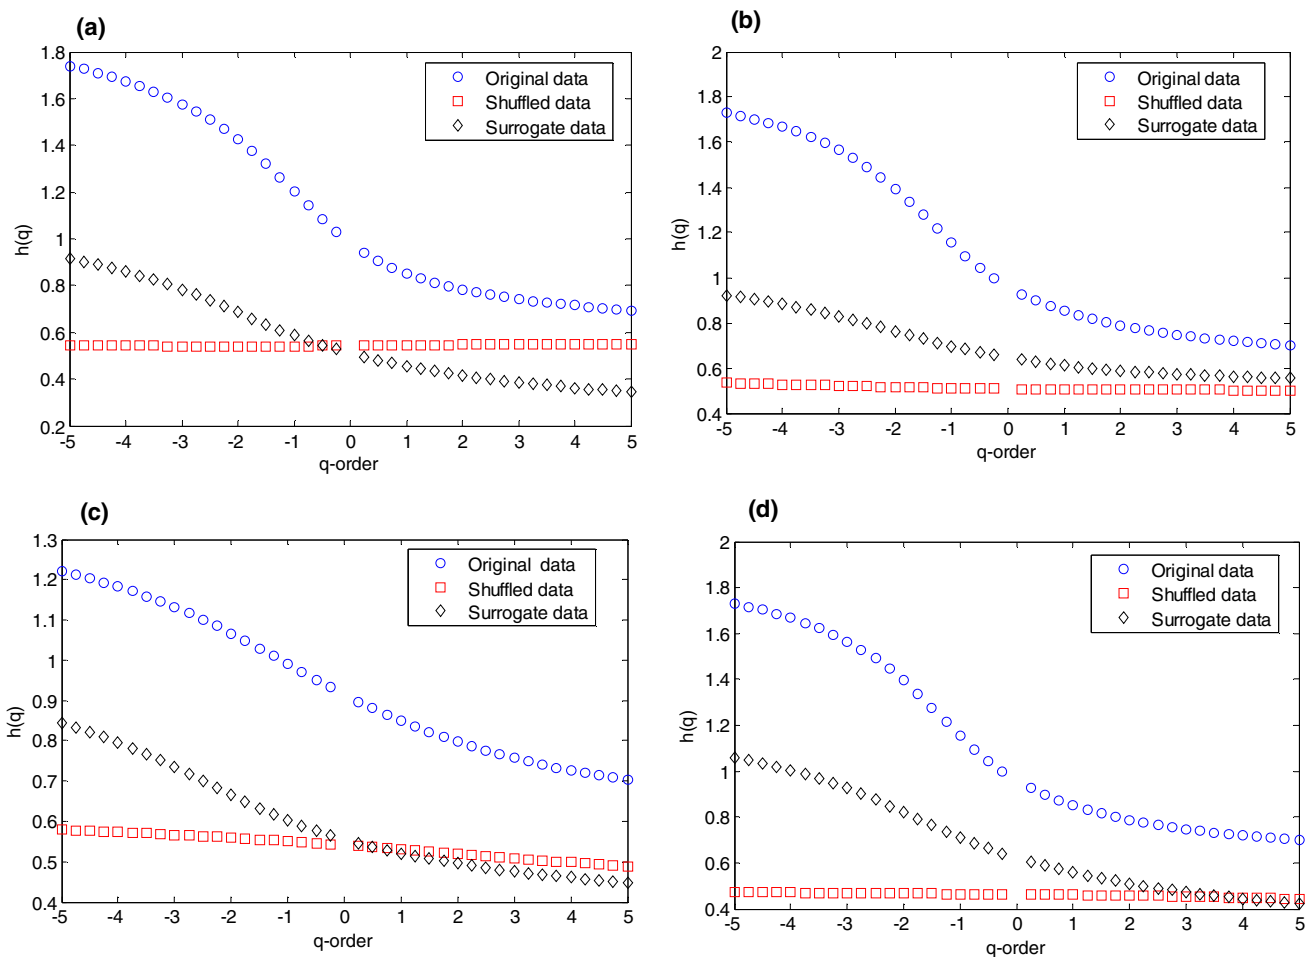 (a)
1.8
1.6
1.4
1.2
1
0.8
0.6
0.4
0.2
h(q)
-5 -4 -3 -2 -1 0 1 2 3 4 5
q-order
Original data
Shuffled data
Surrogate data
(b)
2
1.8
1.6
1.4
1.2
1
0.8
0.6
0.4
h(q)
-5 -4 -3 -2 -1 0 1 2 3 4 5
q-order
Original data
Shuffled data
Surrogate data
(c)
1.3
1.2
1.1
1
0.9
0.8
0.7
0.6
0.5
0.4
h(q)
-5 -4 -3 -2 -1 0 1 2 3 4 5
q-order
Original data
Shuffled data
Surrogate data
(d)
2
1.8
1.6
1.4
1.2
1
0.8
0.6
0.4
h(q)
-5 -4 -3 -2 -1 0 1 2 3 4 5
q-order
Original data
Shuffled data
Surrogate data